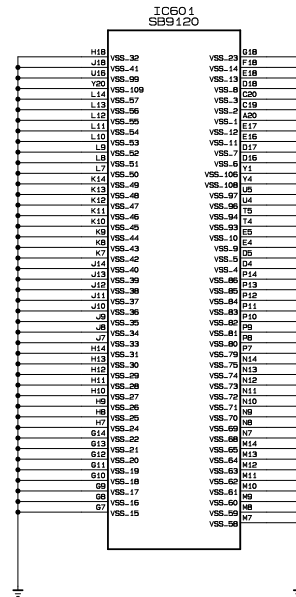 IC601
SB9120
H18 VSS_32 VSS_23 G18
J18 VSS_41 VSS_14 F18
U16 VSS_99 VSS_13 E18
Y20 VSS_109 VSS_8 D18
L14 VSS_57 VSS_3 C20
L13 VSS_56 VSS_2 C19
L12 VSS_55 VSS_1 A20
L11 VSS_54 VSS_12 E17
L10 VSS_53 VSS_11 E16
L9 VSS_52 VSS_7 D17
L8 VSS_51 VSS_6 D16
L7 VSS_50 VSS_106 Y1
K14 VSS_49 VSS_108 Y4
K13 VSS_48 VSS_97 U5
K12 VSS_47 VSS_96 U4
K11 VSS_46 VSS_94 T5
K10 VSS_45 VSS_93 T4
K9 VSS_44 VSS_10 E5
K8 VSS_43 VSS_9 E4
K7 VSS_42 VSS_5 D5
J14 VSS_40 VSS_4 D4
J13 VSS_39 VSS_86 P14
J12 VSS_38 VSS_85 P13
J11 VSS_37 VSS_84 P12
J10 VSS_36 VSS_83 P11
J9 VSS_35 VSS_82 P10
J8 VSS_34 VSS_81 P9
J7 VSS_33 VSS_80 P8
H14 VSS_31 VSS_79 P7
H13 VSS_30 VSS_75 N14
H12 VSS_29 VSS_74 N13
H11 VSS_28 VSS_73 N12
H10 VSS_27 VSS_72 N11
H9 VSS_26 VSS_71 N10
H8 VSS_25 VSS_70 N9
H7 VSS_24 VSS_69 N8
G14 VSS_22 VSS_68 N7
G13 VSS_21 VSS_65 M14
G12 VSS_20 VSS_64 M13
G11 VSS_19 VSS_63 M12
G10 VSS_18 VSS_62 M11
G9 VSS_17 VSS_61 M10
G8 VSS_16 VSS_60 M9
G7 VSS_15 VSS_59 M8
VSS_58 M7